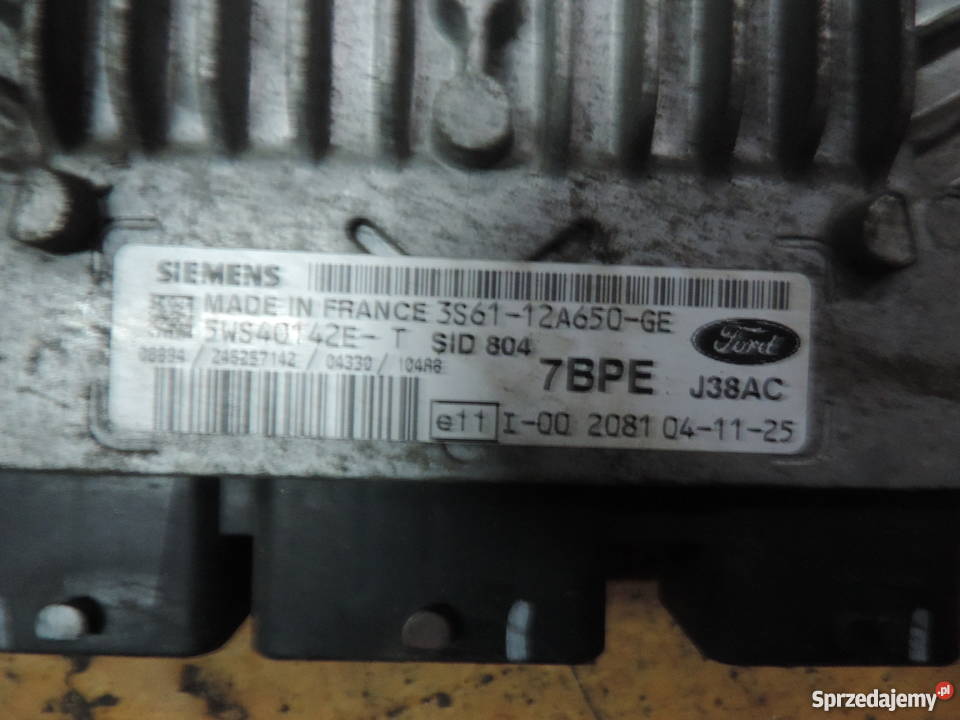 SIEMENS
MADE IN FRANCE 3S61-12A650-GE
5WS40142E-T SID 804
Ford
7BPE J38AC
e11 I-00 2081 04-11-25
Sprzedajemy.pl